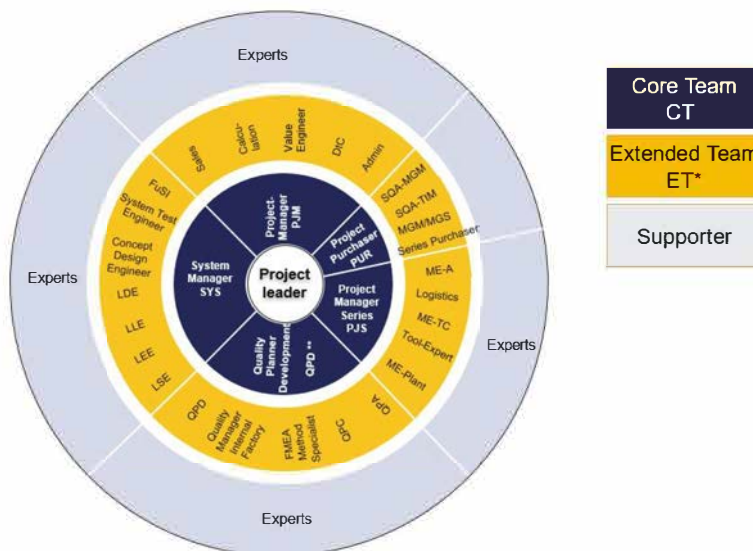 Experts
Experts
Experts
Experts
Sales
Calcu-
lation
Value
Engineer
DtC
Admin
SQA-MGM
SQA-TIM
MGM/MGS
Series Purchaser
ME-A
Logistics
ME-TC
Tool-Expert
ME-Plant
QPA
OPC
FMEA
Method
Specialist
Quality
Manager
Internal
Factory
QPD
LSE
LEE
LLE
LDE
Concept
Design
Engineer
System Test
Engineer
FuSI
Project-
Manager
PJM
Project
Purchaser
PUR
Project
Manager
Series
PJS
Quality
Planner
Development
QPD **
System
Manager
SYS
Project
leader
Core Team
CT
Extended Team
ET*
Supporter